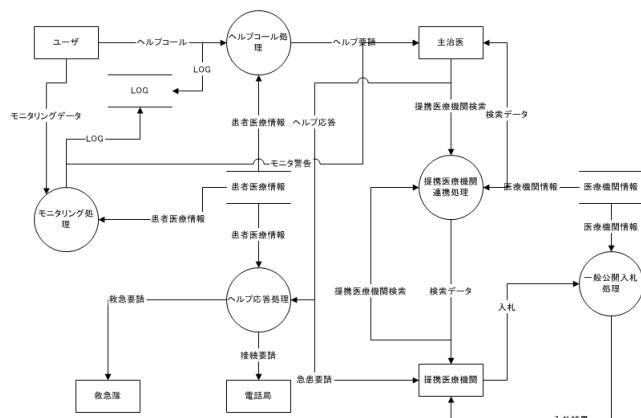 ユーザ
ヘルプコール
ヘルプコール処
理
ヘルプ要請
主治医
LOG
LOG
モニタリングデータ
LOG
患者医療情報
ヘルプ応答
提携医療機関検索
検索データ
モニタ警告
患者医療情報
提携医療機関
連携処理
医療機関情報
医療機関情報
モニタリング処
理
患者医療情報
患者医療情報
医療機関情報
提携医療機関検索
検索データ
一般公開入札
処理
救急要請
ヘルプ応答処理
入札
接続要請
急患要請
救急隊
電話局
提携医療機関